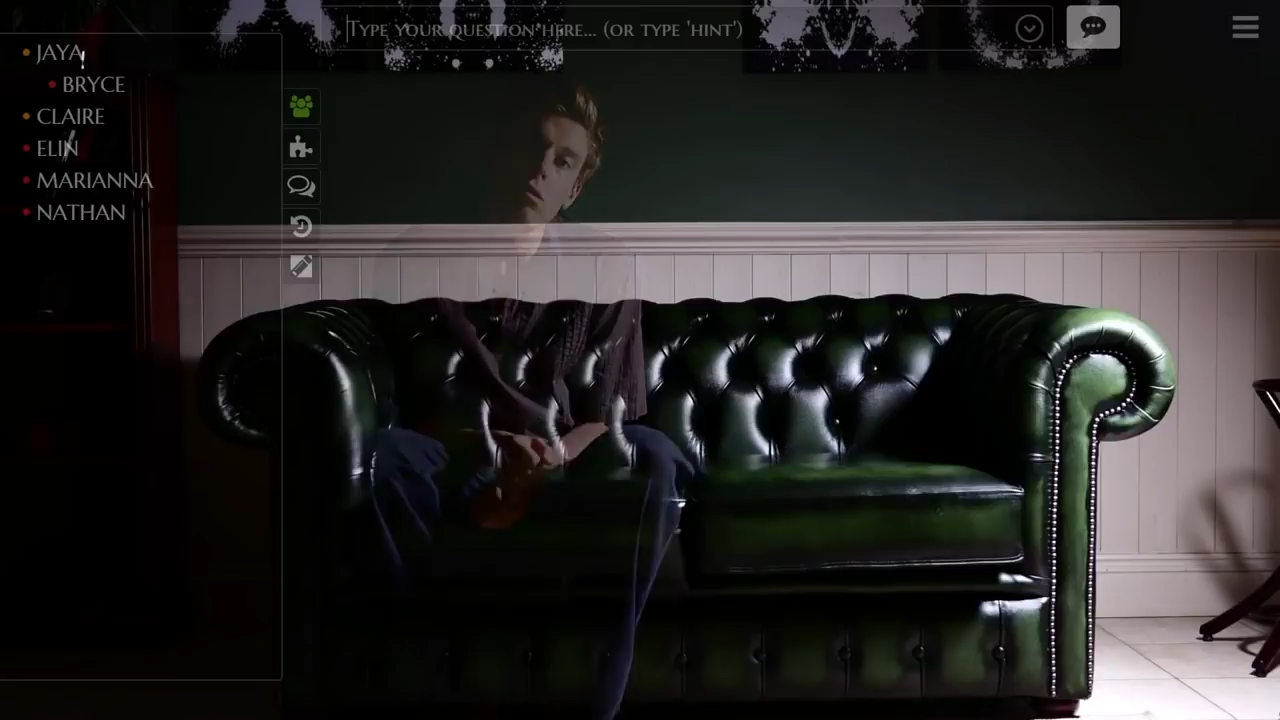 Type your question here... (or type 'hint')
JAYA
BRYCE
CLAIRE
ELIN
MARIANNA
NATHAN